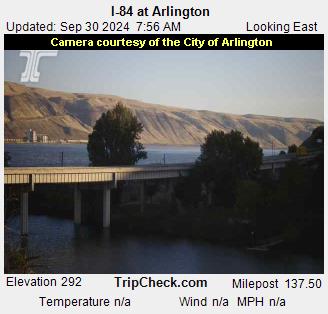 I-84 at Arlington
Updated: Sep 30 2024 7:56 AM Looking East
Camera courtesy of the City of Arlington
Elevation 292 TripCheck.com Milepost 137.50
Temperature n/a Wind n/a MPH n/a